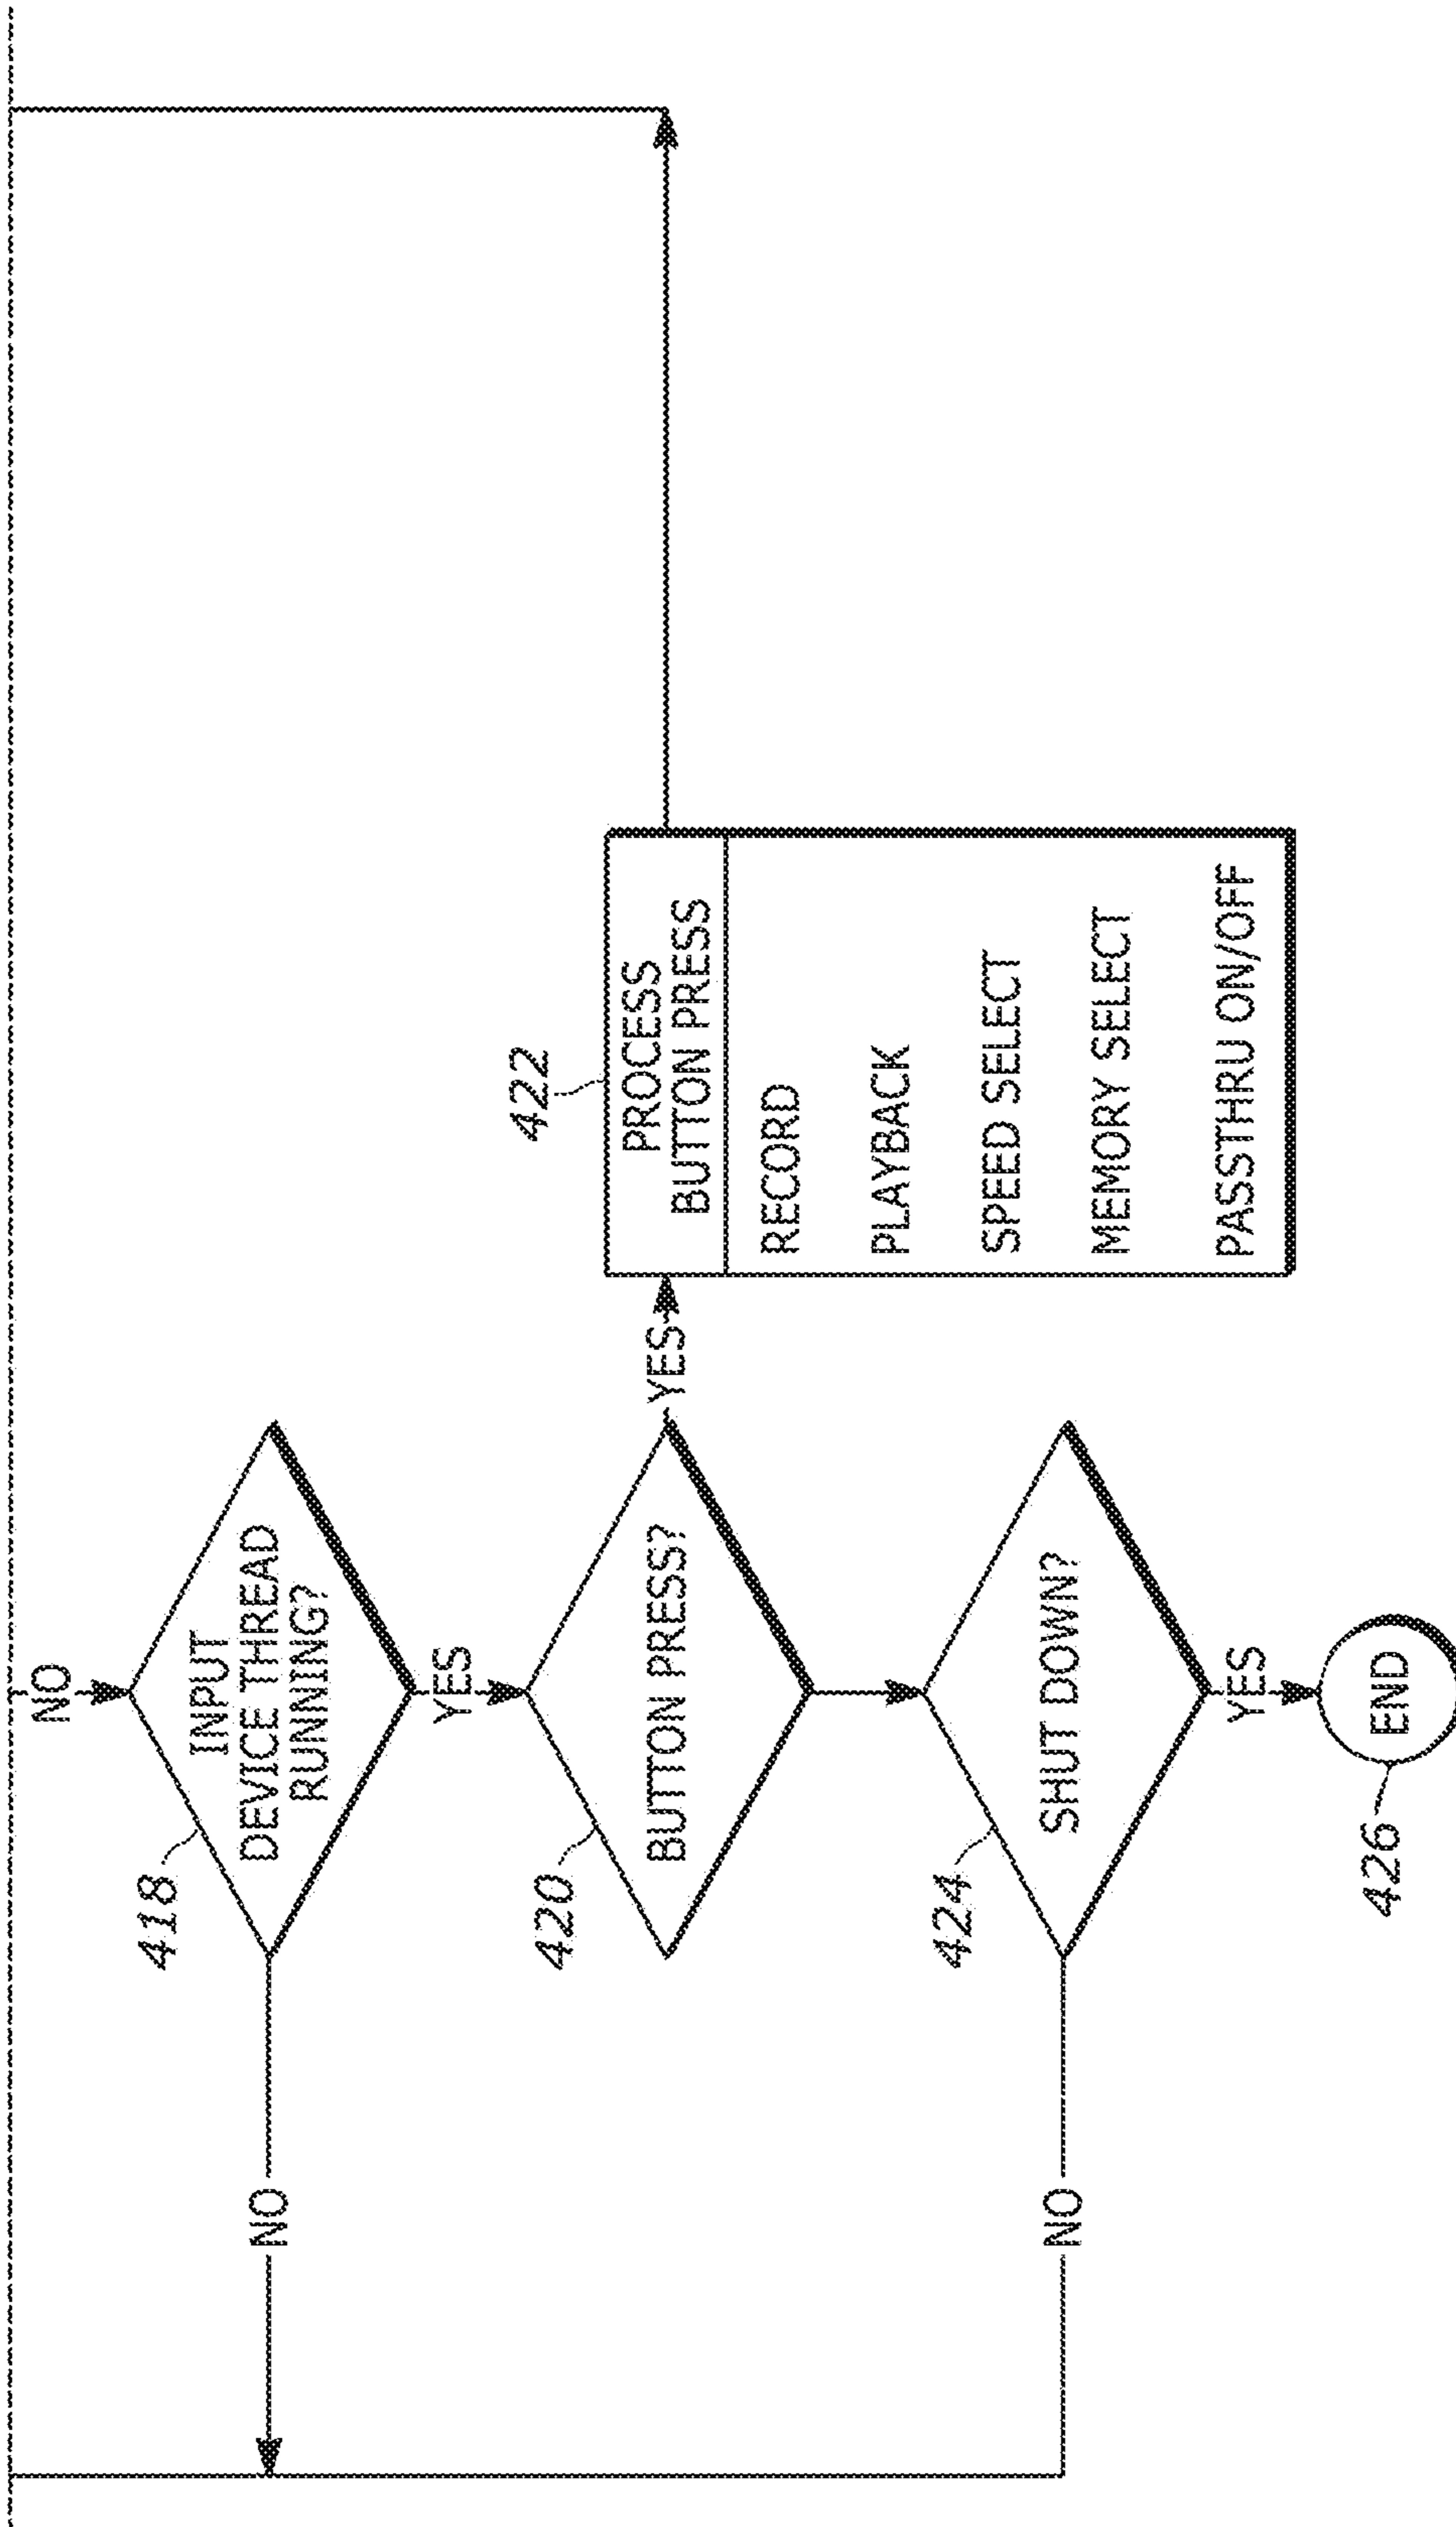 NO
418
INPUT
DEVICE THREAD
RUNNING?
NO
YES
420
BUTTON PRESS?
YES
422
PROCESS
BUTTON PRESS
RECORD
PLAYBACK
SPEED SELECT
MEMORY SELECT
PASSTHRU ON/OFF
424
SHUT DOWN?
NO
YES
END
426